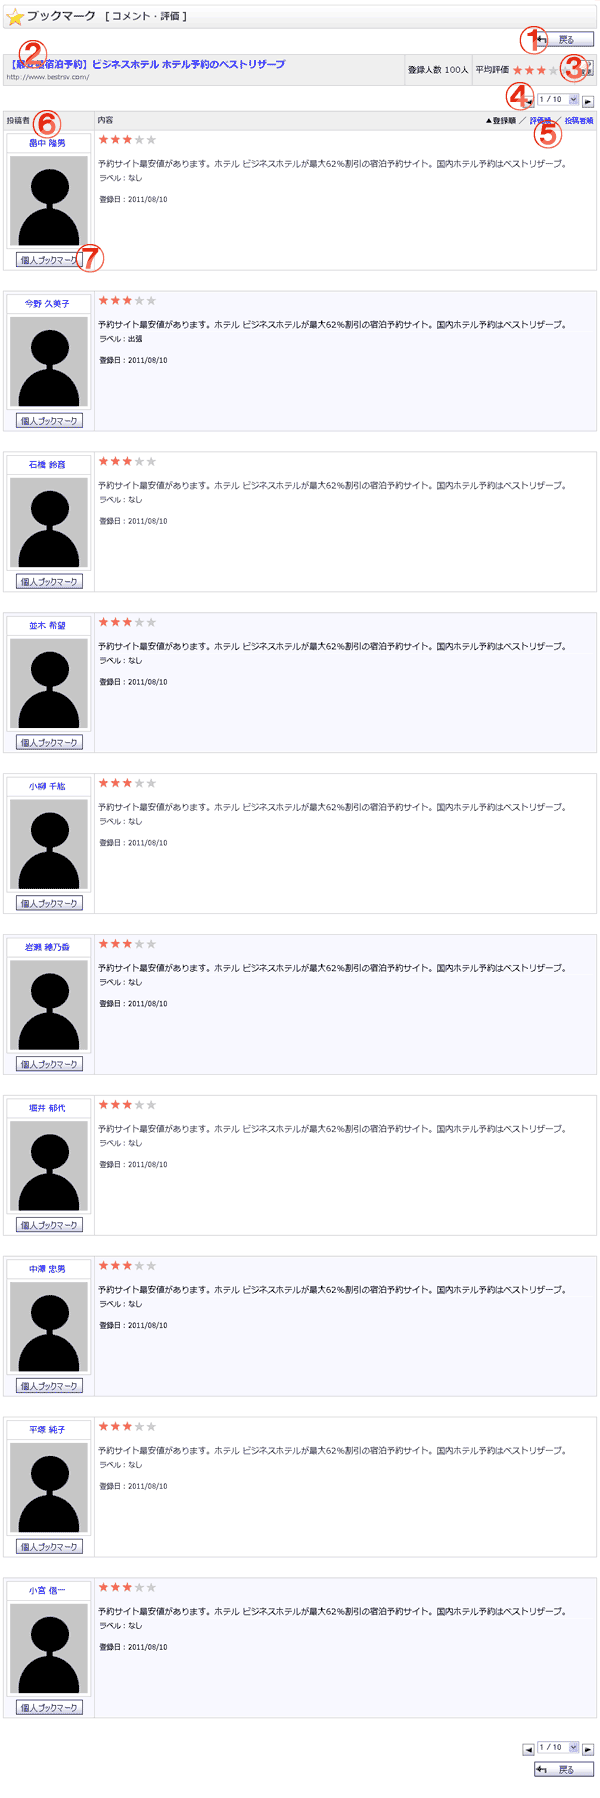 ブックマーク [ コメント・評価 ]
① 戻る
②
【最安値宿泊予約】ビジネスホテル ホテル予約のベストリザーブ
http://www.bestrsv.com/
登録人数 100人 平均評価 ★★★ ③
④ 1 / 10
投稿者 ⑥ 内容 ▲登録順 ／ 評価順 ／ 投稿者順
⑤
畠中 隆男
★★★★★
予約サイト最安値があります。ホテル ビジネスホテルが最大62%割引の宿泊予約サイト。国内ホテル予約はベストリザーブ。
ラベル : なし
登録日 : 2011/08/10
個人ブックマーク ⑦
今野 久美子
★★★★★
予約サイト最安値があります。ホテル ビジネスホテルが最大62%割引の宿泊予約サイト。国内ホテル予約はベストリザーブ。
ラベル : 出張
登録日 : 2011/08/10
個人ブックマーク
石橋 鈴音
★★★★★
予約サイト最安値があります。ホテル ビジネスホテルが最大62%割引の宿泊予約サイト。国内ホテル予約はベストリザーブ。
ラベル : なし
登録日 : 2011/08/10
個人ブックマーク
並木 希望
★★★★★
予約サイト最安値があります。ホテル ビジネスホテルが最大62%割引の宿泊予約サイト。国内ホテル予約はベストリザーブ。
ラベル : なし
登録日 : 2011/08/10
個人ブックマーク
小柳 千紘
★★★★★
予約サイト最安値があります。ホテル ビジネスホテルが最大62%割引の宿泊予約サイト。国内ホテル予約はベストリザーブ。
ラベル : なし
登録日 : 2011/08/10
個人ブックマーク
岩瀬 穂乃香
★★★★★
予約サイト最安値があります。ホテル ビジネスホテルが最大62%割引の宿泊予約サイト。国内ホテル予約はベストリザーブ。
ラベル : なし
登録日 : 2011/08/10
個人ブックマーク
堀井 郁代
★★★★★
予約サイト最安値があります。ホテル ビジネスホテルが最大62%割引の宿泊予約サイト。国内ホテル予約はベストリザーブ。
ラベル : なし
登録日 : 2011/08/10
個人ブックマーク
中澤 忠男
★★★★★
予約サイト最安値があります。ホテル ビジネスホテルが最大62%割引の宿泊予約サイト。国内ホテル予約はベストリザーブ。
ラベル : なし
登録日 : 2011/08/10
個人ブックマーク
平塚 純子
★★★★★
予約サイト最安値があります。ホテル ビジネスホテルが最大62%割引の宿泊予約サイト。国内ホテル予約はベストリザーブ。
ラベル : なし
登録日 : 2011/08/10
個人ブックマーク
小宮 信一
★★★★★
予約サイト最安値があります。ホテル ビジネスホテルが最大62%割引の宿泊予約サイト。国内ホテル予約はベストリザーブ。
ラベル : なし
登録日 : 2011/08/10
個人ブックマーク
1 / 10
戻る